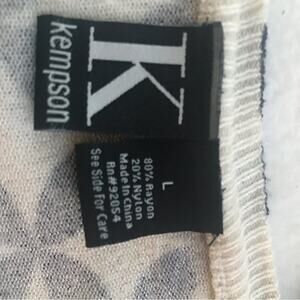 K
kempson
L
80% Rayon
20% Nylon
Made In China
Rn#92054
See Side For Care